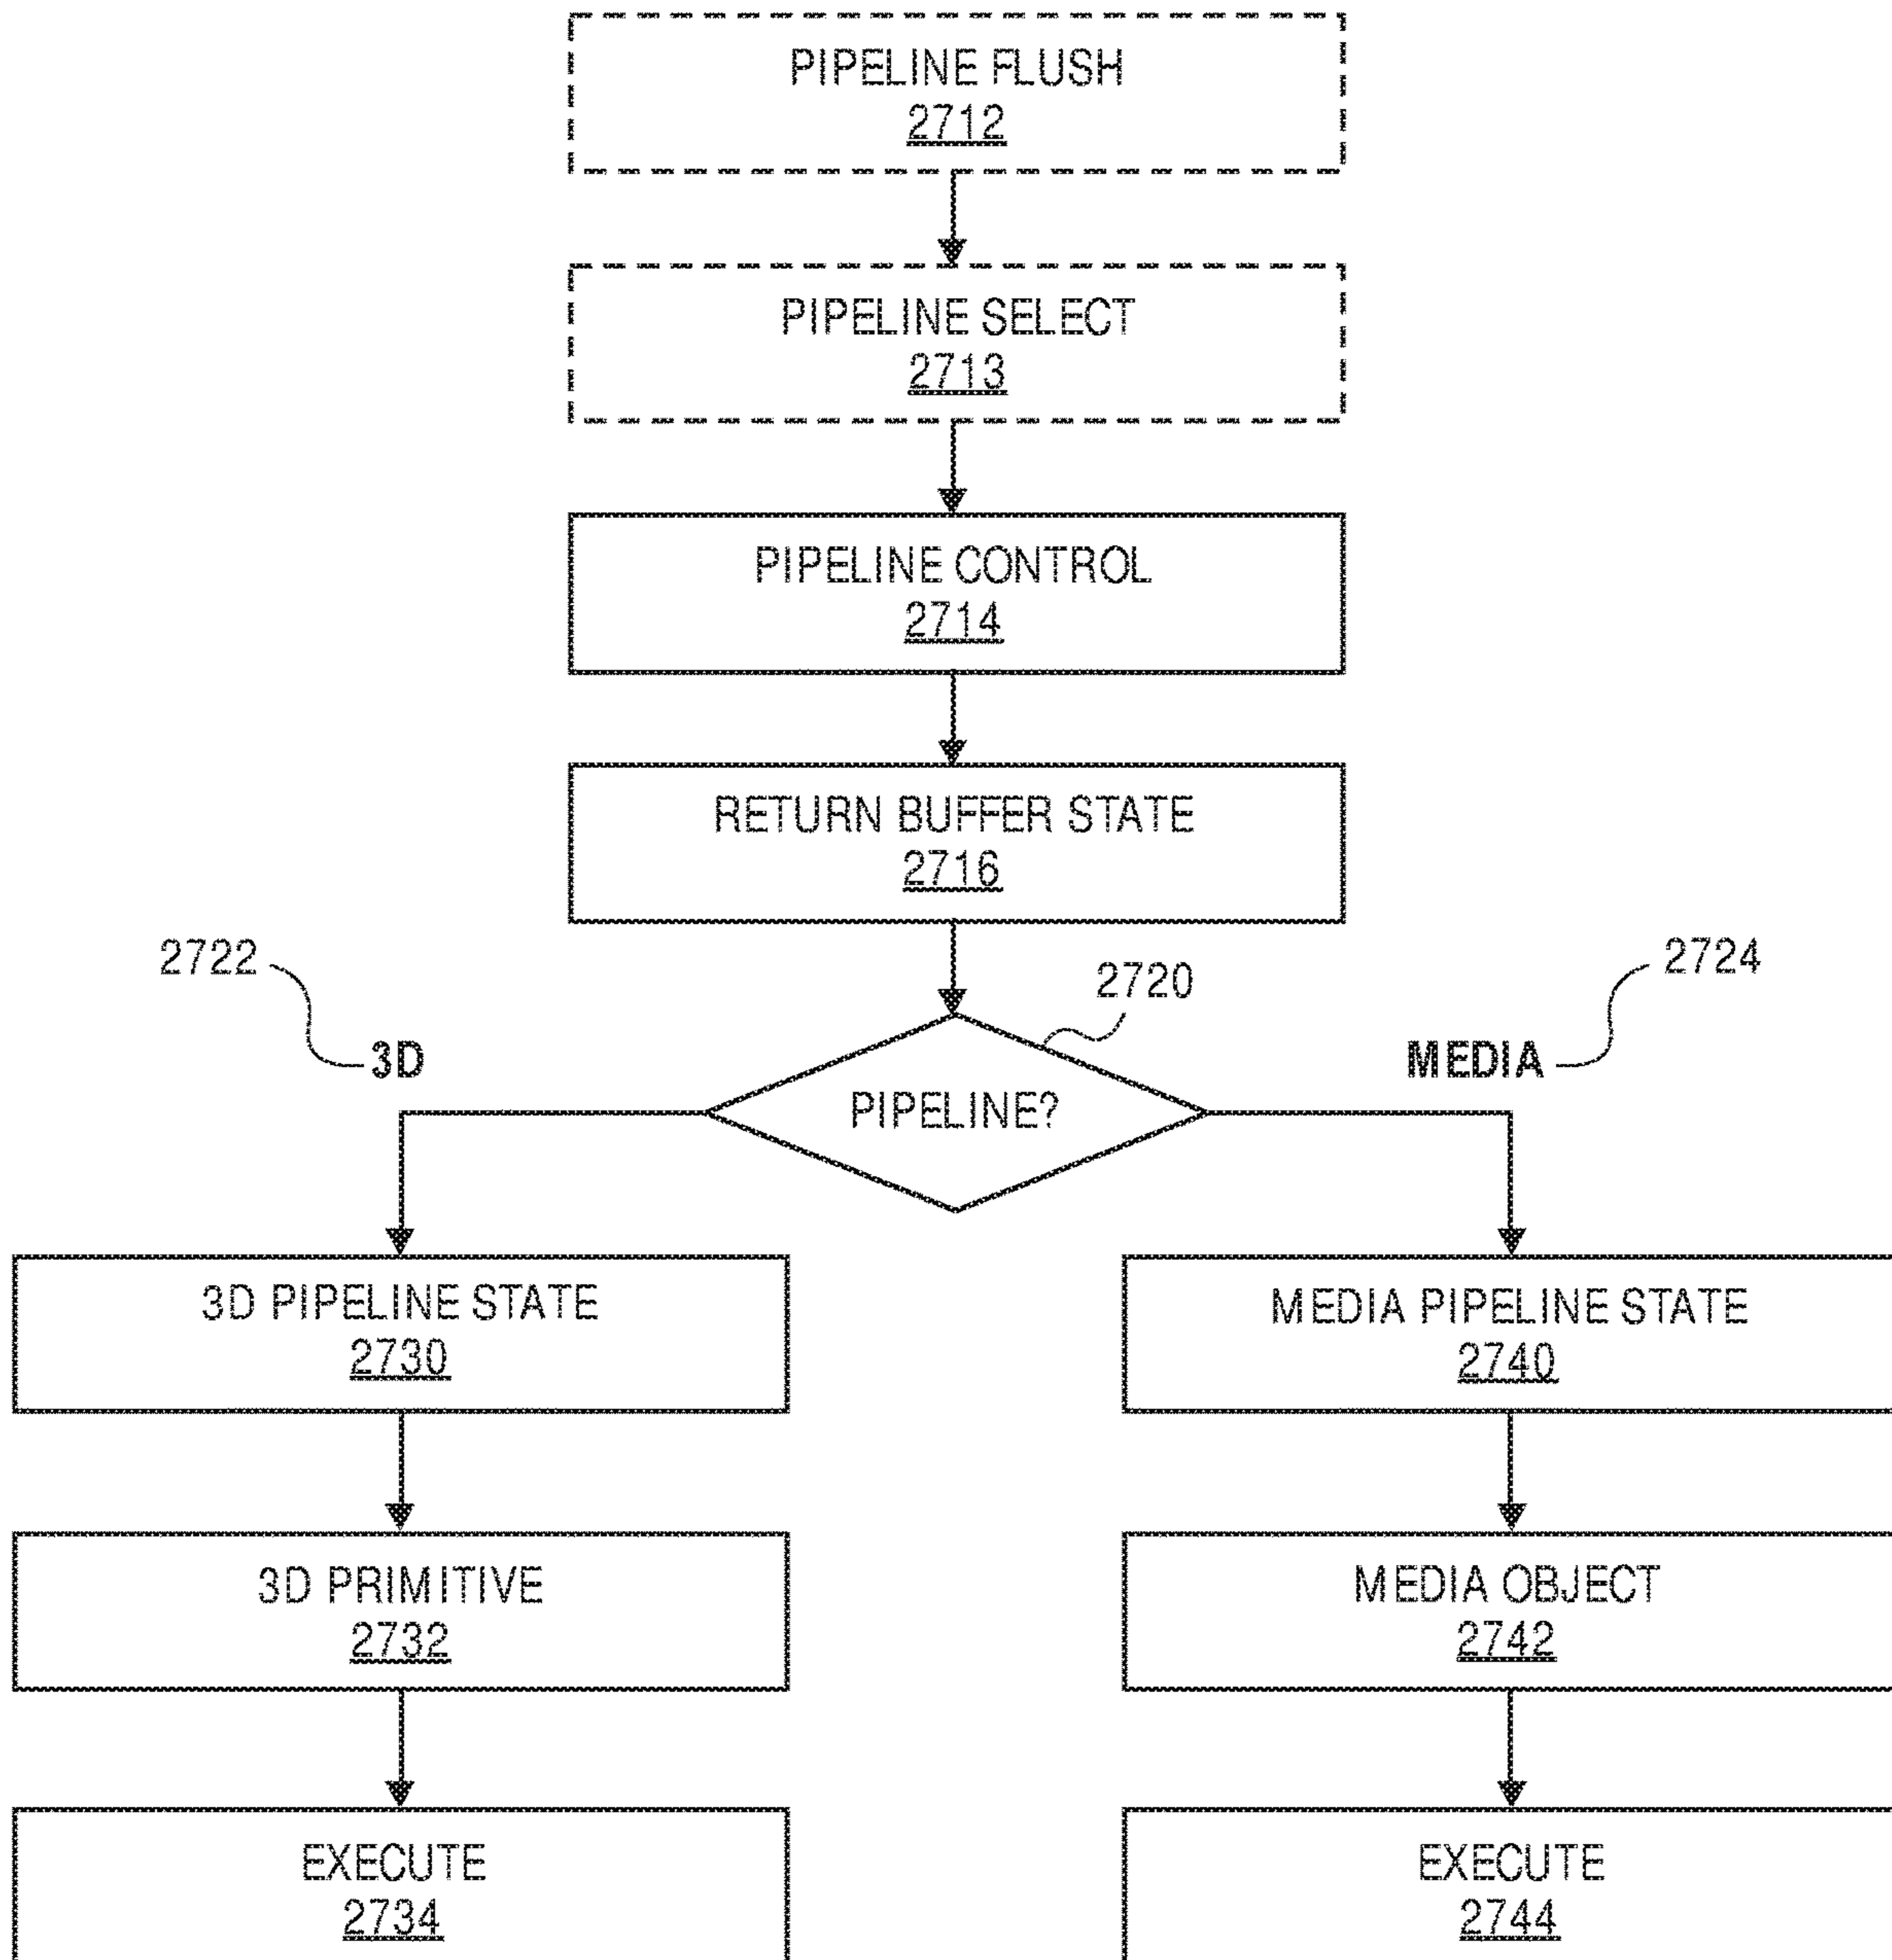 PIPELINE FLUSH
2712
PIPELINE SELECT
2713
PIPELINE CONTROL
2714
RETURN BUFFER STATE
2716
2722
2720
2724
3D
MEDIA
PIPELINE?
3D PIPELINE STATE
2730
MEDIA PIPELINE STATE
2740
3D PRIMITIVE
2732
MEDIA OBJECT
2742
EXECUTE
2734
EXECUTE
2744